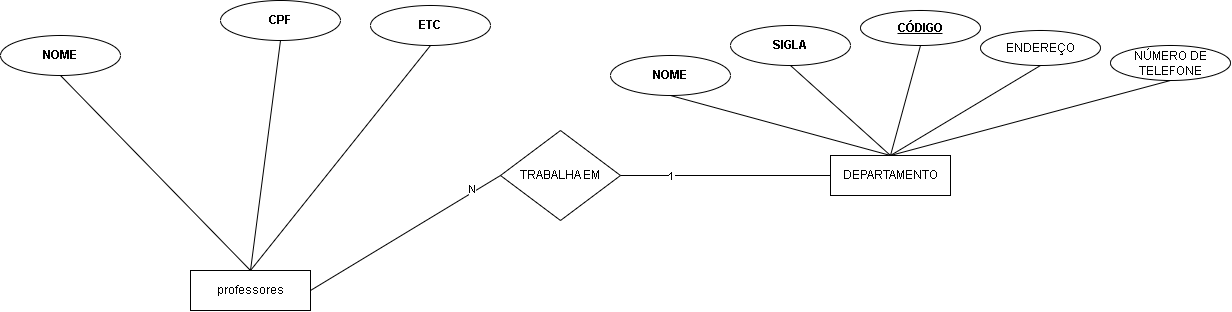 CPF
ETC
NOME
CÓDIGO
SIGLA
ENDEREÇO
NÚMERO DE
TELEFONE
NOME
TRABALHA EM
DEPARTAMENTO
N
1
professores